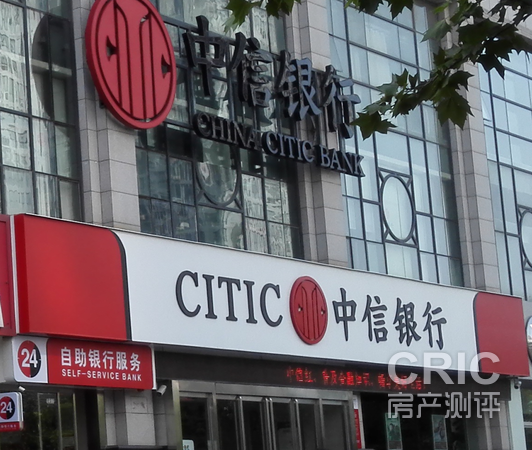 中信银行
CHINA CITIC BANK
CITIC 中信银行
24 自助银行服务
SELF-SERVICE BANK
24
CRIC
房产测评